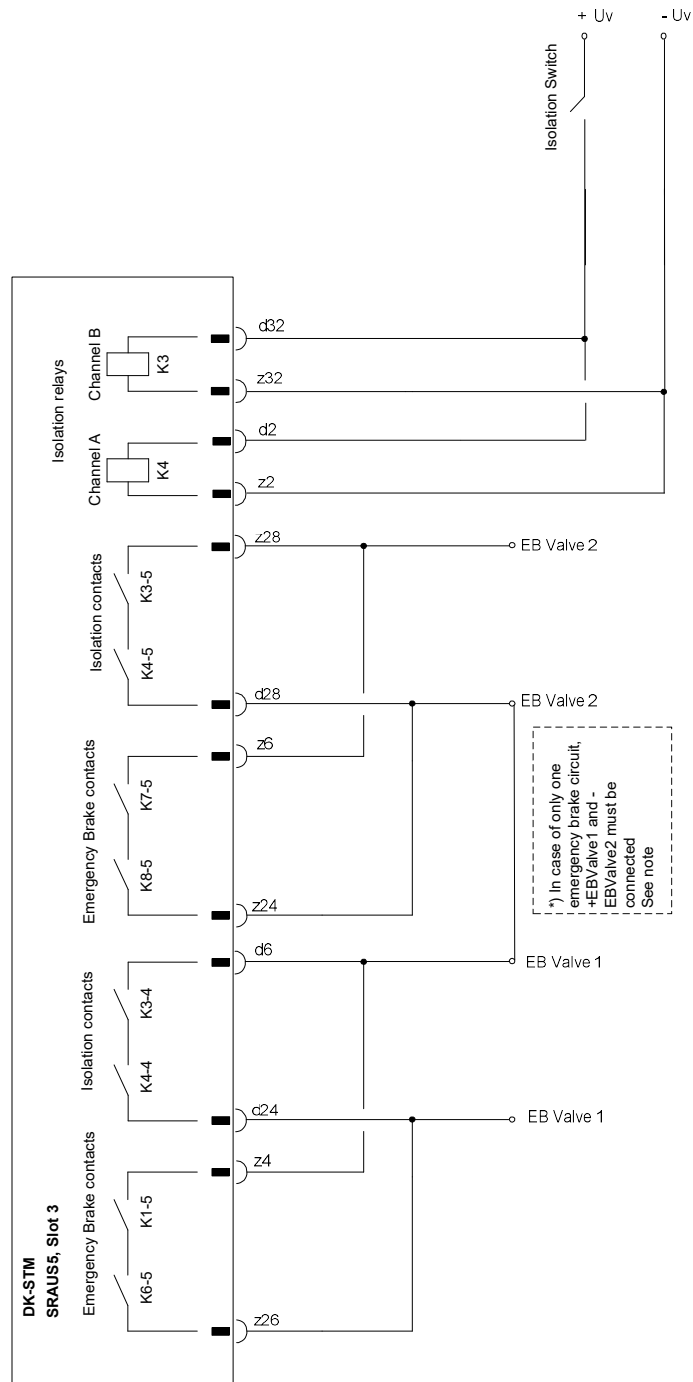 + Uv
- Uv
Isolation Switch
Isolation relays
Channel B
K3
d32
z32
Channel A
K4
d2
z2
Isolation contacts
K3-5
K4-5
z28
EB Valve 2
d28
EB Valve 2
Emergency Brake contacts
K7-5
K8-5
z6
z24
*) In case of only one
emergency brake circuit,
+EBValve1 and -
EBValve2 must be
connected
See note
Isolation contacts
K3-4
K4-4
d6
EB Valve 1
d24
EB Valve 1
Emergency Brake contacts
K1-5
K6-5
z4
z26
DK-STM
SRAUS5, Slot 3